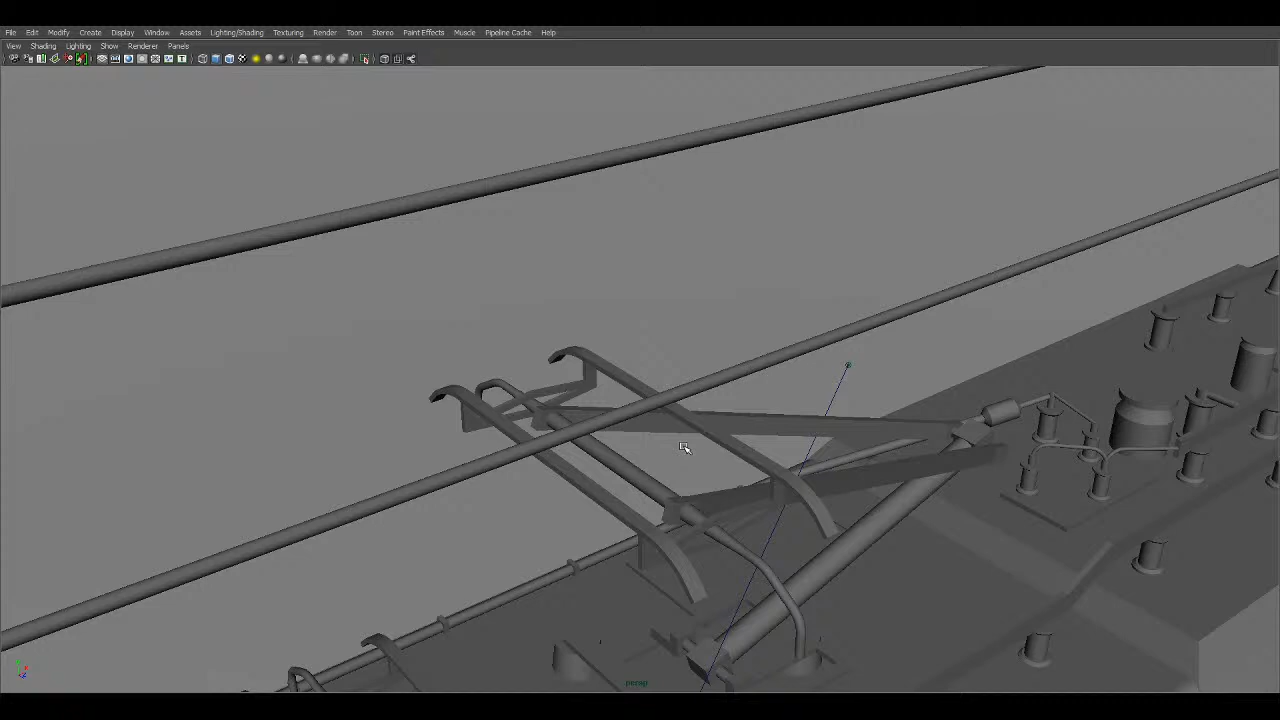 File Edit Modify Create Display Window Assets Lighting/Shading Texturing Render Toon Stereo Paint Effects Muscle Pipeline Cache Help
View Shading Lighting Show Renderer Panels
persp